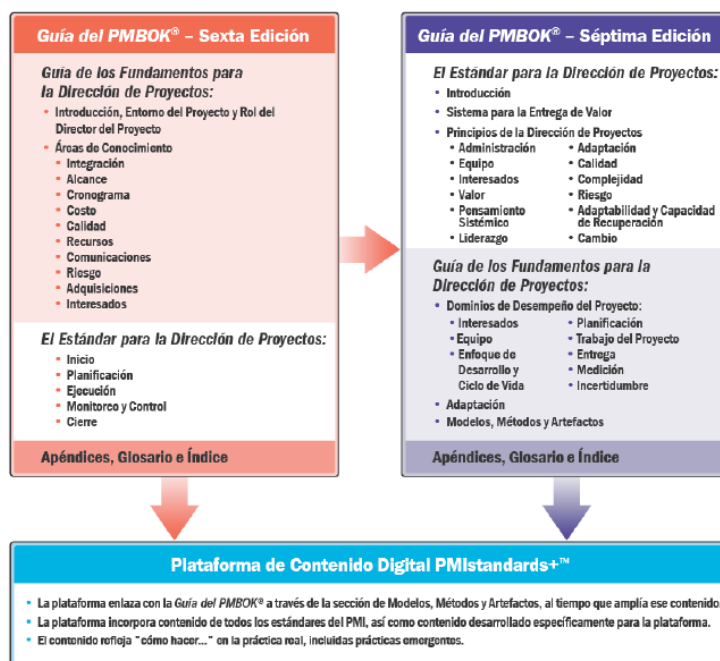 Guía del PMBOK® – Sexta Edición
Guía de los Fundamentos para
la Dirección de Proyectos:
• Introducción, Entorno del Proyecto y Rol del
Director del Proyecto
• Áreas de Conocimiento
• Integración
• Alcance
• Cronograma
• Costo
• Calidad
• Recursos
• Comunicaciones
• Riesgo
• Adquisiciones
• Interesados
El Estándar para la Dirección de Proyectos:
• Inicio
• Planificación
• Ejecución
• Monitoreo y Control
• Cierre
Apéndices, Glosario e Índice
Guía del PMBOK® – Séptima Edición
El Estándar para la Dirección de Proyectos:
• Introducción
• Sistema para la Entrega de Valor
• Principios de la Dirección de Proyectos
• Administración
• Equipo
• Interesados
• Valor
• Pensamiento
Sistémico
• Liderazgo
• Adaptación
• Calidad
• Complejidad
• Riesgo
• Adaptabilidad y Capacidad
de Recuperación
• Cambio
Guía de los Fundamentos para la
Dirección de Proyectos:
• Dominios de Desempeño del Proyecto:
• Interesados
• Equipo
• Enfoque de
Desarrollo y
Ciclo de Vida
• Planificación
• Trabajo del Proyecto
• Entrega
• Medición
• Incertidumbre
• Adaptación
• Modelos, Métodos y Artefactos
Apéndices, Glosario e Índice
Plataforma de Contenido Digital PMIstandards+™
• La plataforma enlaza con la Guía del PMBOK® a través de la sección de Modelos, Métodos y Artefactos, al tiempo que amplía ese contenido.
• La plataforma incorpora contenido de todos los estándares del PMI, así como contenido desarrollado específicamente para la plataforma.
• El contenido refleja "cómo hacer..." en la práctica real, incluidas prácticas emergentes.